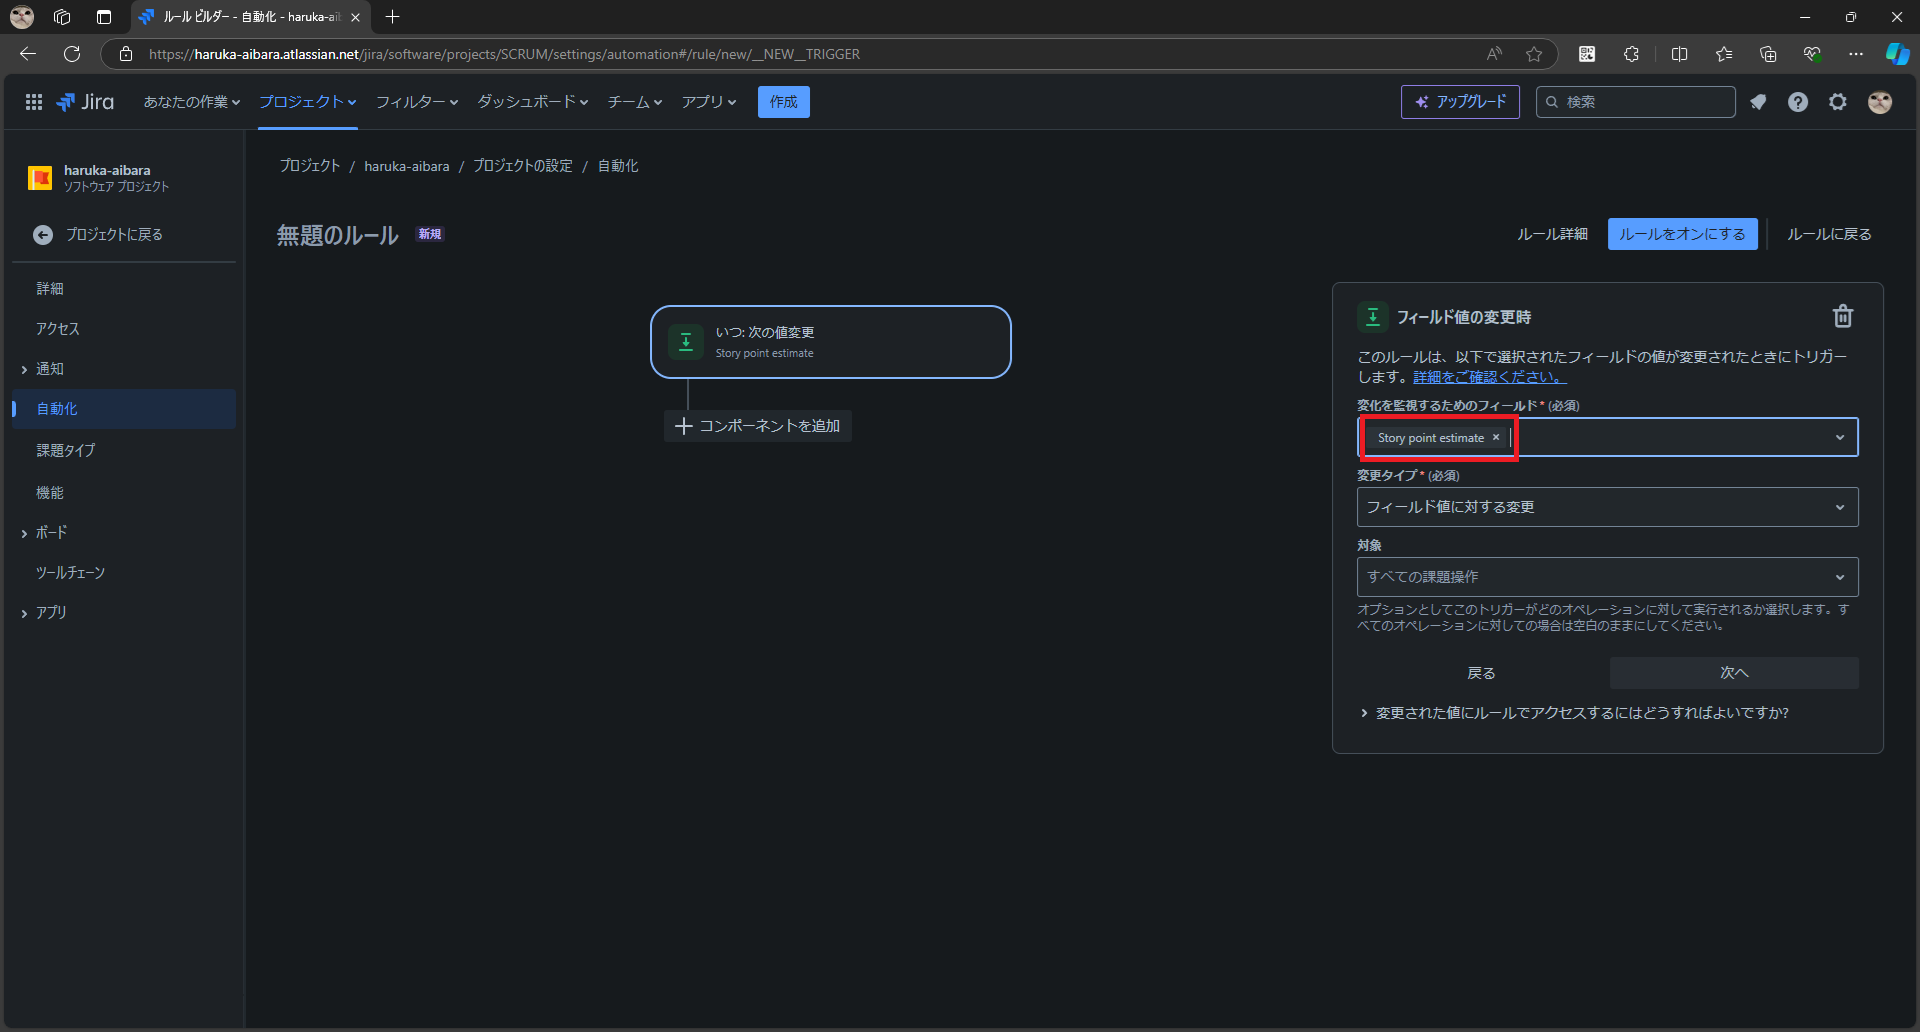 ルール ビルダー - 自動化 - haruka-ai
https://haruka-aibara.atlassian.net/jira/software/projects/SCRUM/settings/automation#/rule/new/__NEW__TRIGGER
Jira
あなたの作業
プロジェクト
フィルター
ダッシュボード
チーム
アプリ
作成
アップグレード
検索
haruka-aibara
ソフトウェア プロジェクト
プロジェクトに戻る
詳細
アクセス
通知
自動化
課題タイプ
機能
ボード
ツールチェーン
アプリ
プロジェクト / haruka-aibara / プロジェクトの設定 / 自動化
無題のルール 新規
ルール詳細
ルールをオンにする
ルールに戻る
いつ: 次の値変更
Story point estimate
コンポーネントを追加
フィールド値の変更時
このルールは、以下で選択されたフィールドの値が変更されたときにトリガー
します。詳細をご確認ください。
変化を監視するためのフィールド* (必須)
Story point estimate
変更タイプ* (必須)
フィールド値に対する変更
対象
すべての課題操作
オプションとしてこのトリガーがどのオペレーションに対して実行されるか選択します。す
べてのオペレーションに対しての場合は空白のままにしてください。
戻る
次へ
変更された値にルールでアクセスするにはどうすればよいですか?